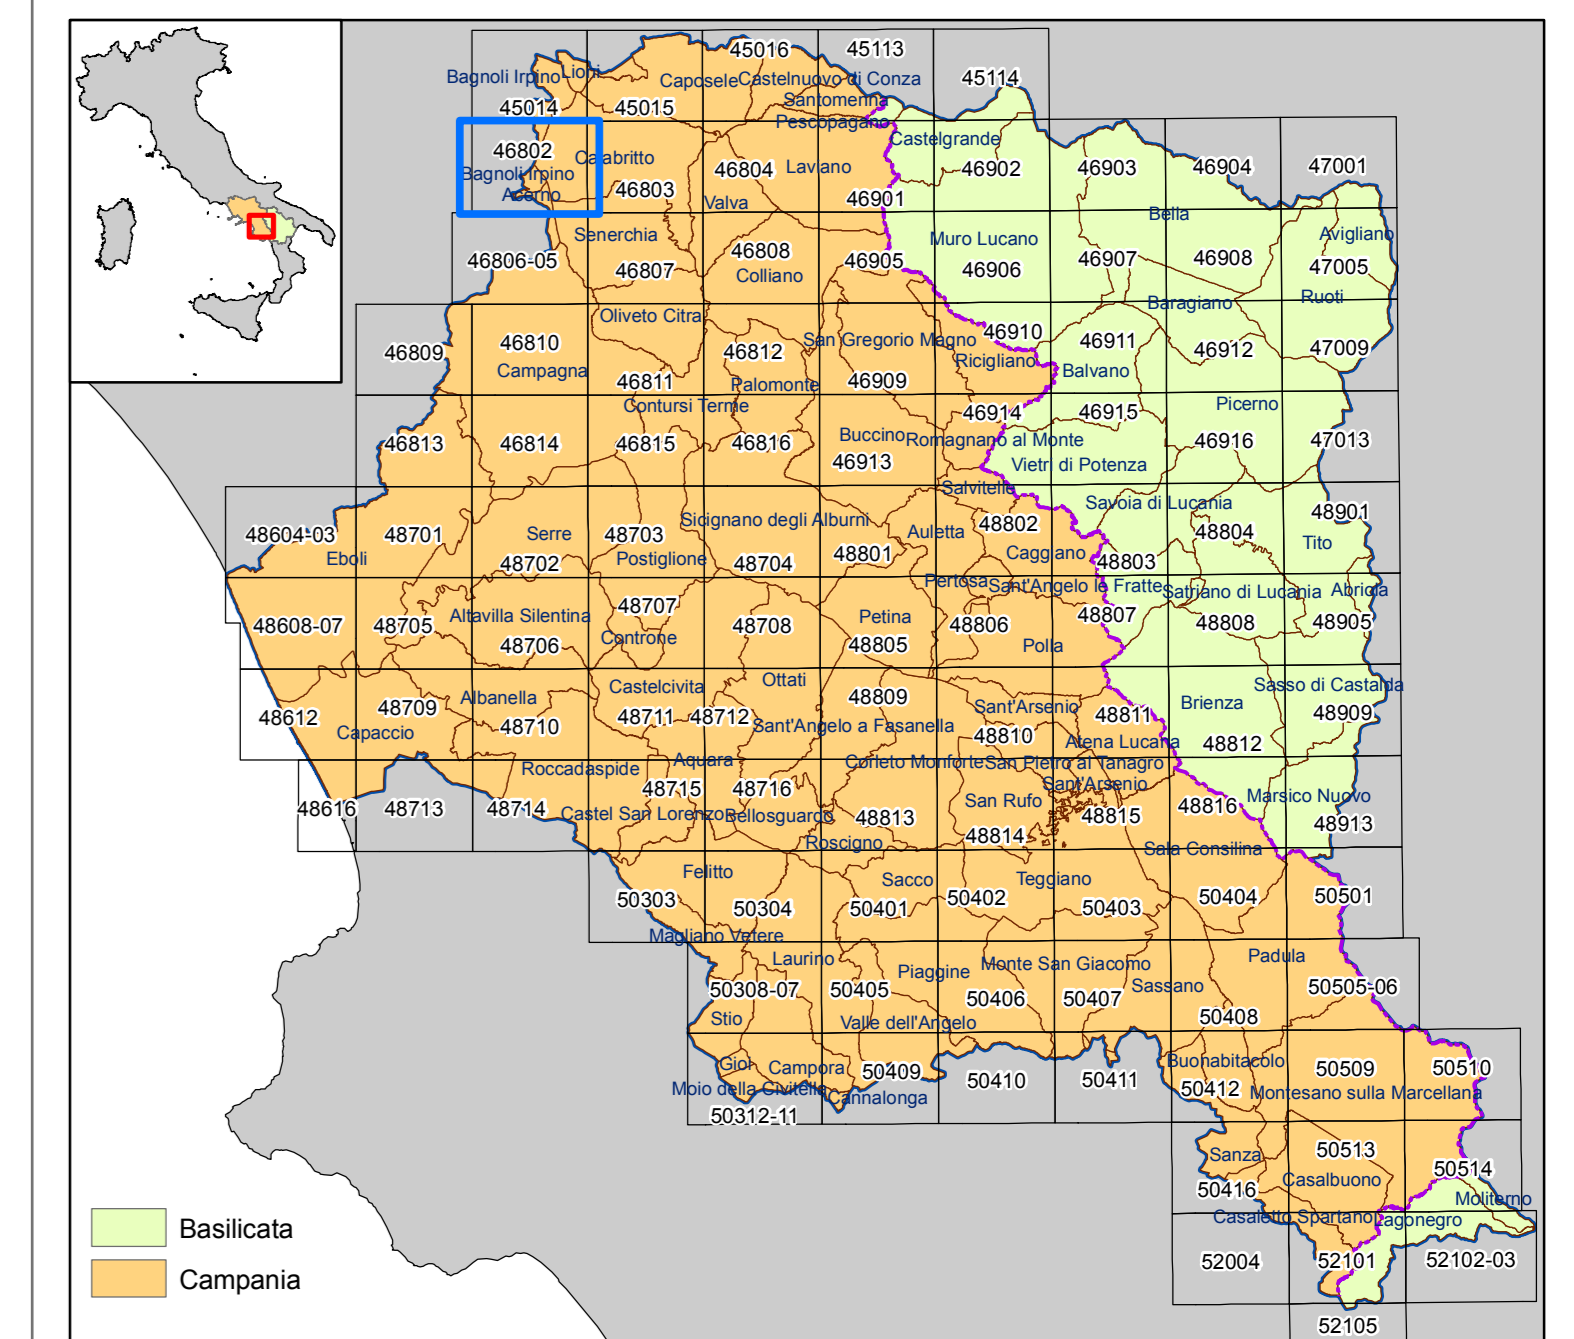 45016
45113
45114
Bagnoli Irpino
Lioni
Caposele
Castelnuovo di Conza
45014
45015
Santomenna
Pescopagano
46802
Calabritto
46804
Laviano
Castelgrande
46902
46903
46904
47001
Bagnoli Irpino
Acerno
46803
Valva
46901
Bella
Senerchia
Muro Lucano
Avigliano
46806-05
46807
46808
Colliano
46905
46906
46907
46908
47005
Ruoti
Baragiano
Oliveto Citra
46809
46810
46812
San Gregorio Magno
46910
46911
46912
47009
Campagna
46811
Palomonte
46909
Ricigliano
Balvano
Contursi Terme
46914
46915
Picerno
46813
46814
46815
46816
Buccino
Romagnano al Monte
46916
47013
46913
Vietri di Potenza
Salvitelle
Savoia di Lucania
48901
48604-03
48701
Serre
48703
Sicignano degli Alburni
Auletta
48802
48804
Tito
Eboli
48702
Postiglione
48704
48801
Caggiano
48803
Pertosa
Sant'Angelo le Fratte
Satriano di Lucania
Abriola
48608-07
48705
Altavilla Silentina
48707
48708
Petina
48806
48807
48808
48905
48706
Controne
48805
Polla
Albanella
Castelcivita
Ottati
48809
Sasso di Castalda
48612
48709
48710
48711
48712
Sant'Arsenio
48811
Brienza
48909
Capaccio
Sant'Angelo a Fasanella
48810
Atena Lucana
48812
Roccadaspide
Aquara
Corleto Monforte
San Pietro al Tanagro
Sant'Arsenio
48616
48713
48714
48715
48716
San Rufo
48816
Marsico Nuovo
Castel San Lorenzo
Bellosguardo
48813
48815
48913
Roscigno
48814
Sala Consilina
Felitto
Sacco
Teggiano
50303
50304
50401
50402
50403
50404
50501
Magliano Vetere
Laurino
Piaggine
Monte San Giacomo
Padula
50308-07
50405
50406
50407
Sassano
50505-06
Stio
Valle dell'Angelo
50408
Gioi
Campora
50409
50410
50411
Buonabitacolo
50509
50510
Moio della Civitella
Cannalonga
50412
Montesano sulla Marcellana
50312-11
Sanza
50513
50416
Casalbuono
50514
Moliterno
Casaletto Spartano
Lagonegro
52004
52101
52102-03
52105
Basilicata
Campania